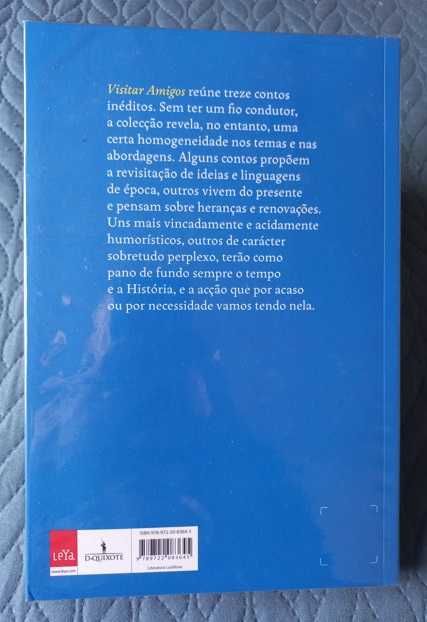 Visitar Amigos reúne treze contos
inéditos. Sem ter um fio condutor,
a colecção revela, no entanto, uma
certa homogeneidade nos temas e nas
abordagens. Alguns contos propõem
a revisitação de ideias e linguagens
de época, outros vivem do presente
e pensam sobre heranças e renovações.
Uns mais vincadamente e acidamente
humorísticos, outros de carácter
sobretudo perplexo, terão como
pano de fundo sempre o tempo
e a História, e a acção que por acaso
ou por necessidade vamos tendo nela.
LeYa
D·QUIXOTE